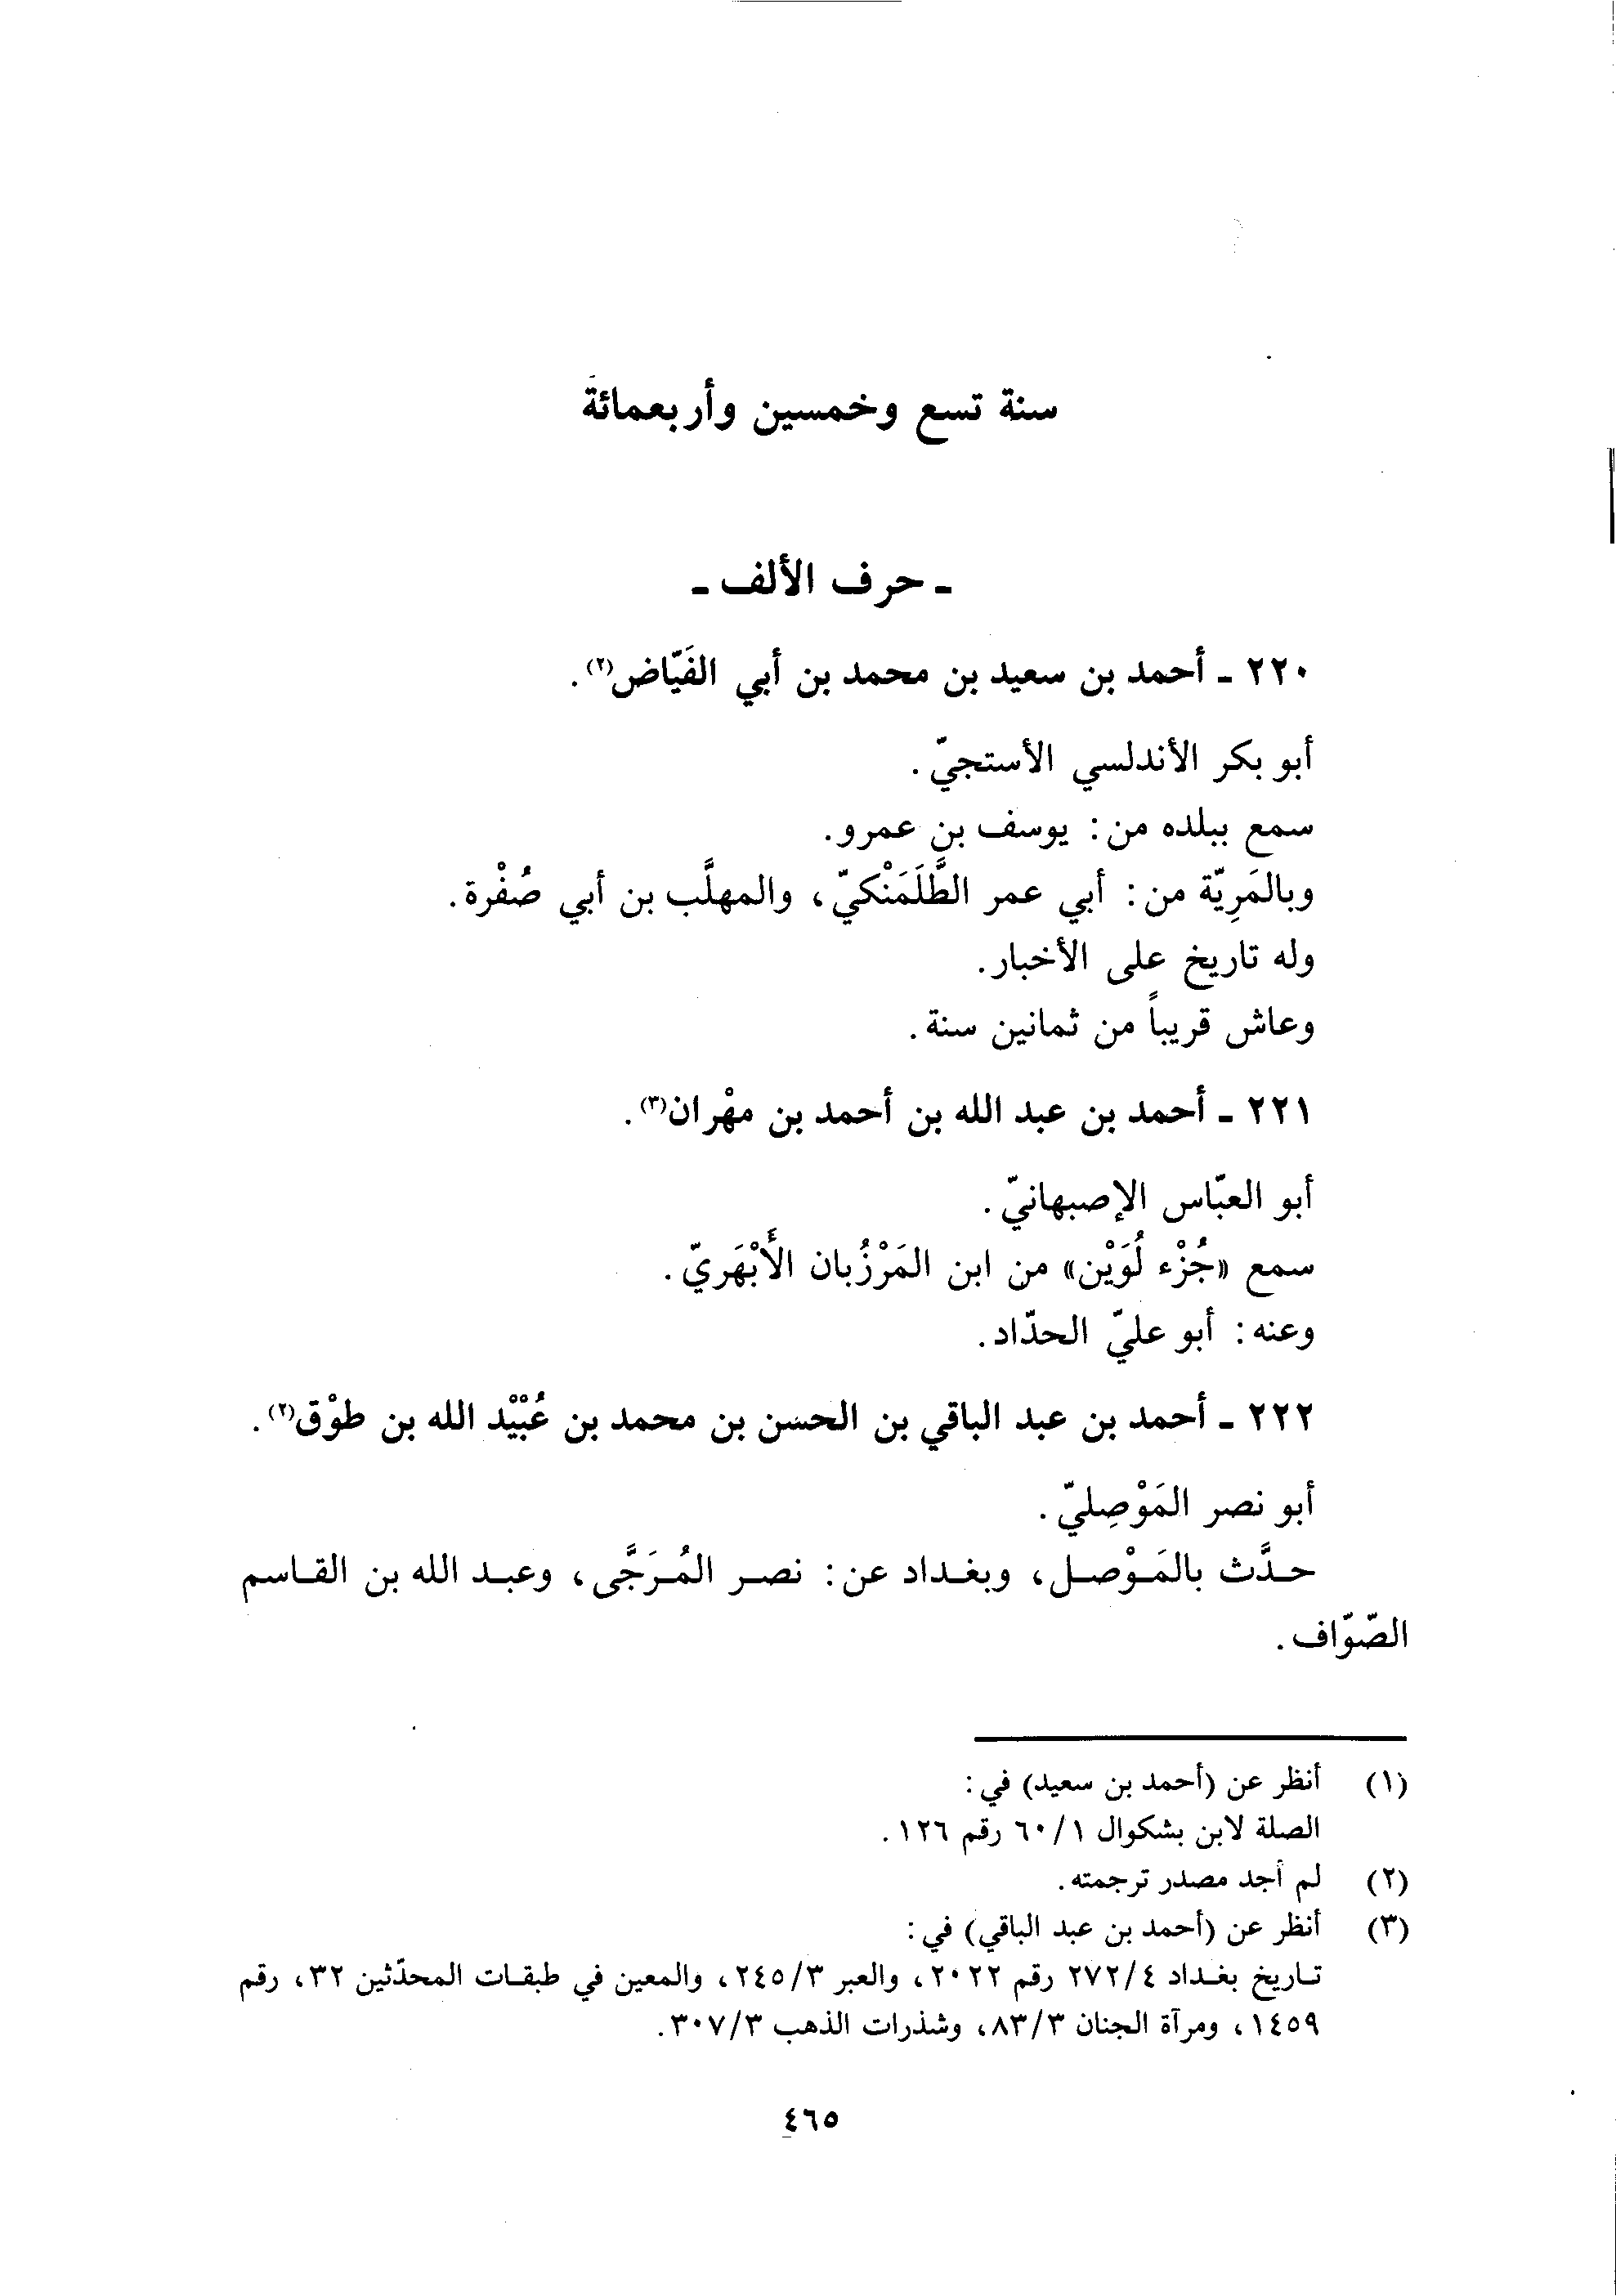 سنة تسع وخمسين وأربعمائة
ـ حرف الألف ـ
٢٢٠ ـ أحمد بن سعيد بن محمد بن أبي الفَيّاض(٢).
أبو بكر الأندلسي الأستجيّ.
سمع ببلده من: يوسف بن عمرو.
وبالمَرِيّة من: أبي عمر الطَّلَمَنْكيّ، والمهلَّب بن أبي صُفْرة.
وله تاريخ على الأخبار.
وعاش قريباً من ثمانين سنة.
٢٢١ ـ أحمد بن عبد الله بن أحمد بن مهْران(٣).
أبو العبّاس الإصبهانيّ.
سمع «جُزْء لُوَيْن» من ابن المَرْزُبان الأَبْهَريّ.
وعنه: أبو عليّ الحدّاد.
٢٢٢ ـ أحمد بن عبد الباقي بن الحسن بن محمد بن عُبْيْد الله بن طوْق(٢).
أبو نصر المَوْصِليّ.
حدَّث بالمَوْصل، وبغداد عن: نصر المُرَجَّى، وعبد الله بن القاسم
الصّوّاف.
(١) أنظر عن (أحمد بن سعيد) في:
الصلة لابن بشكوال ٦٠/١ رقم ١٢٦.
(٢) لم أجد مصدر ترجمته.
(٣) أنظر عن (أحمد بن عبد الباقي) في:
تاريخ بغداد ٢٧٢/٤ رقم ٢٠٢٢، والعبر ٢٤٥/٣، والمعين في طبقات المحدّثين ٣٢، رقم
١٤٥٩، ومرآة الجنان ٨٣/٣، وشذرات الذهب ٣٠٧/٣.
٤٦٥